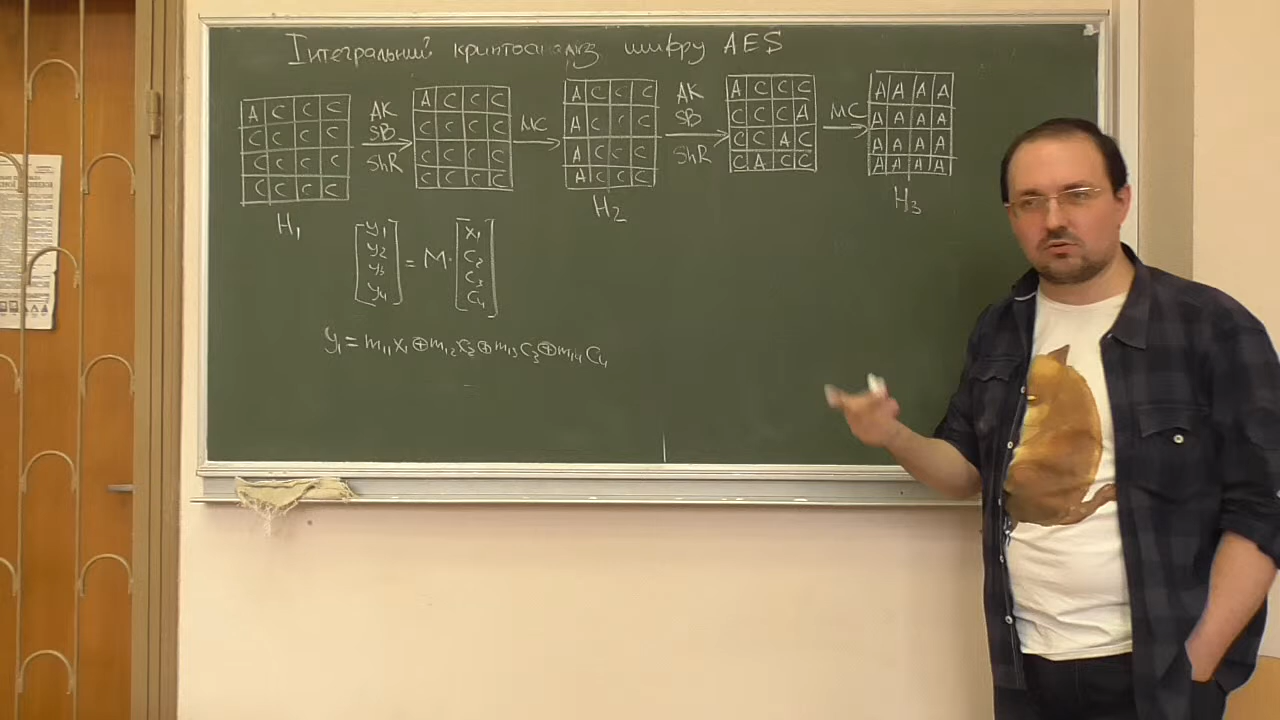 Інтегральний криптоаналіз шифру AES
A C C C
C C C C
C C C C
C C C C
H₁
AK
SB
ShR
A C C C
C C C C
C C C C
C C C C
MC
A C C C
A C C C
A C C C
A C C C
H₂
AK
SB
ShR
A C C C
C C C A
C C A C
C A C C
MC
A A A A
A A A A
A A A A
A A A A
H₃
[y₁ y₂ y₃ y₄] = M · [x₁ C₂ C₃ C₄]
y₁ = m₁₁x₁ ⊕ m₁₂ ⊕ m₁₃C₃ ⊕ m₁₄C₄